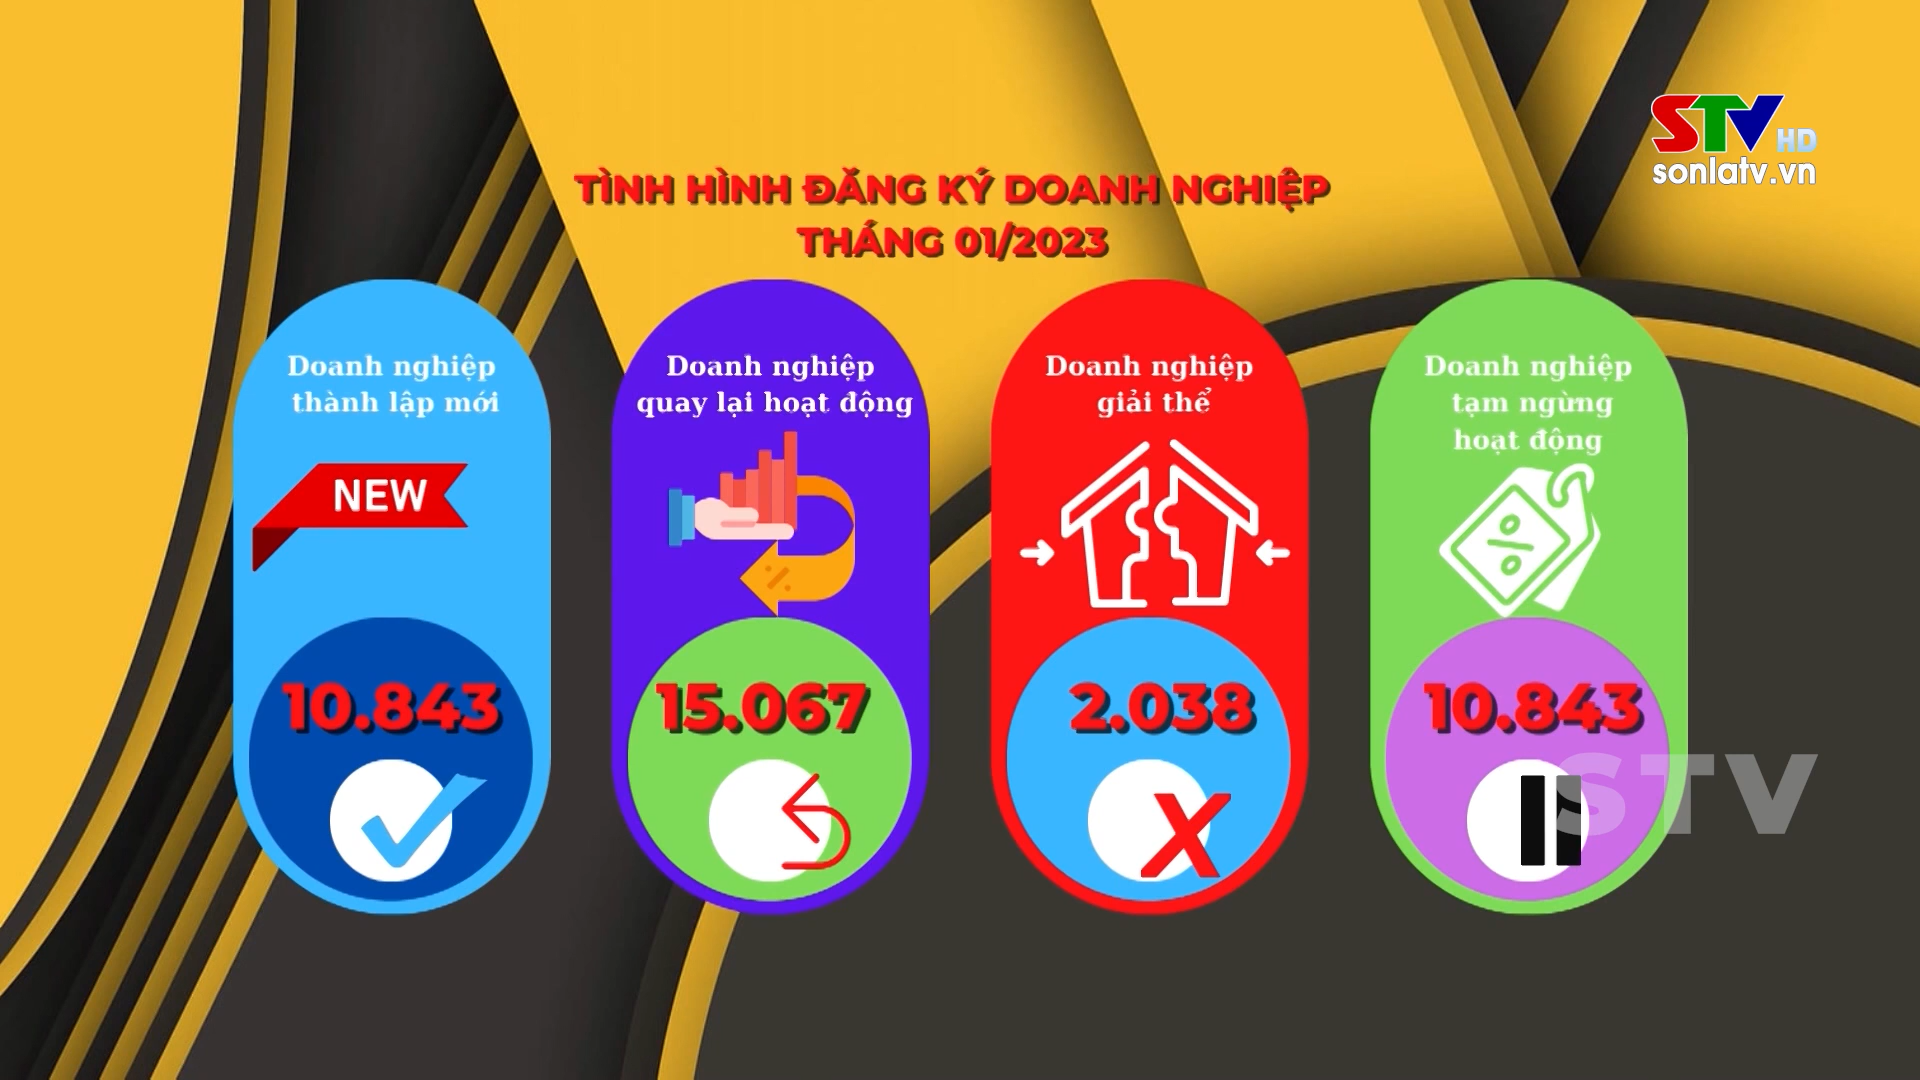 STV HD
sonlatv.vn
TÌNH HÌNH ĐĂNG KÝ DOANH NGHIỆP
THÁNG 01/2023
Doanh nghiệp
thành lập mới
NEW
10.843
Doanh nghiệp
quay lại hoạt động
%
15.067
Doanh nghiệp
giải thể
2.038
X
Doanh nghiệp
tạm ngừng
hoạt động
%
10.843
STV